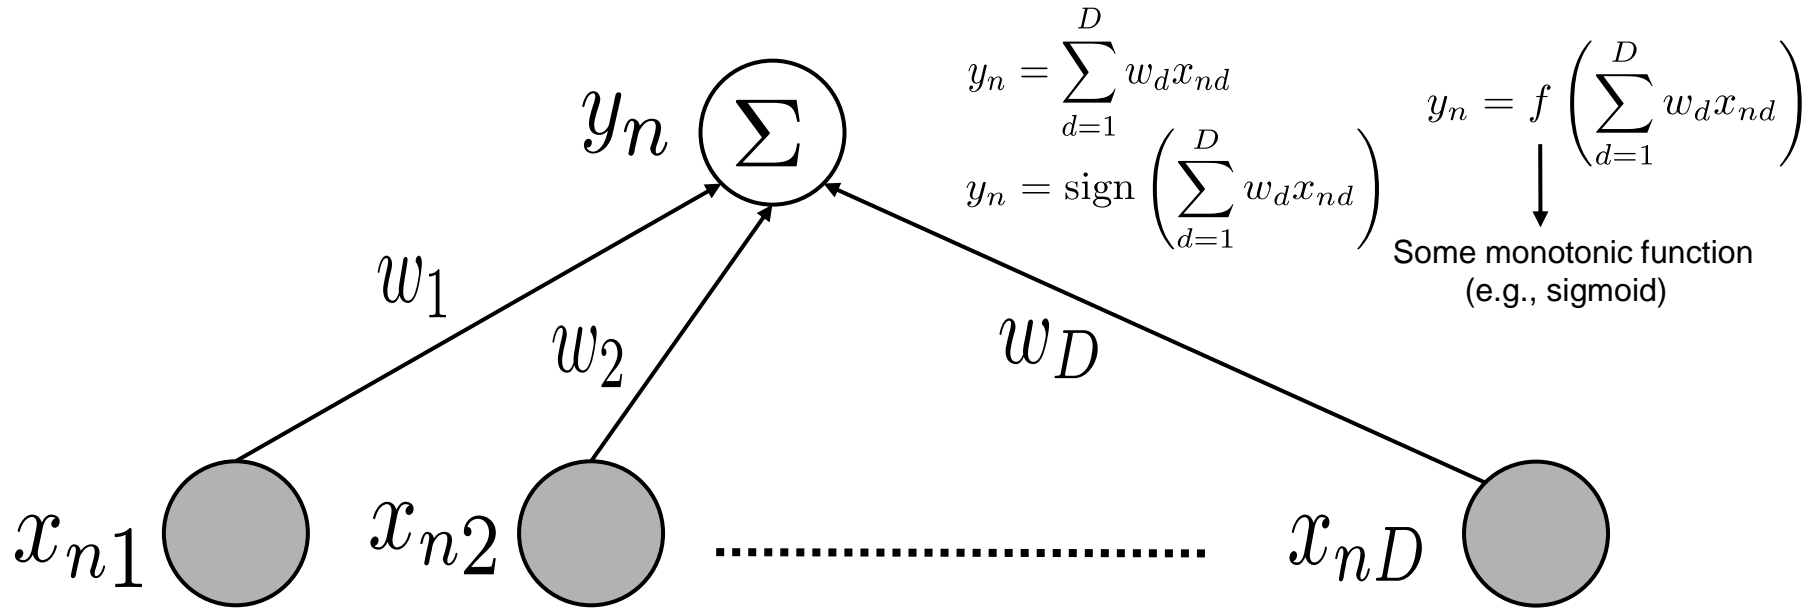 y_n = \sum_{d=1}^{D} w_d x_{nd}
y_n = f\left(\sum_{d=1}^{D} w_d x_{nd}\right)
y_n Σ
y_n = \text{sign}\left(\sum_{d=1}^{D} w_d x_{nd}\right)
Some monotonic function
(e.g., sigmoid)
w_1
w_2
w_D
x_{n1}
x_{n2}
x_{nD}